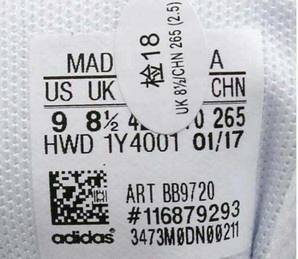 检18
UK 8½/CHN 265 (2.5)
MAD A
US UK CHN
9 8½ 265
HWD 1Y4001 01/17
ART BB9720
#116879293
adidas
3473M0DN00211